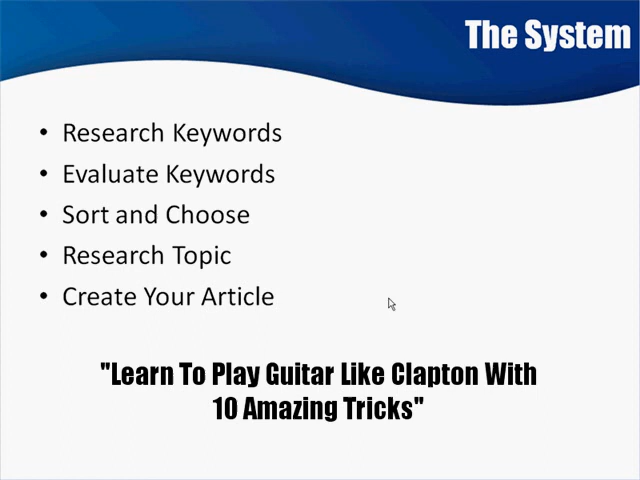 The System
• Research Keywords
• Evaluate Keywords
• Sort and Choose
• Research Topic
• Create Your Article
"Learn To Play Guitar Like Clapton With
10 Amazing Tricks"